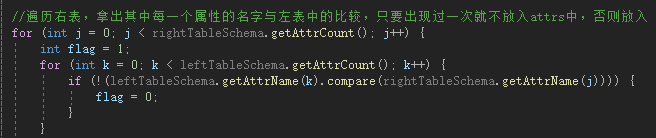 //遍历右表，拿出其中每一个属性的名字与左表中的比较，只要出现过一次就不放入attrs中，否则放入
for (int j = 0; j < rightTableSchema.getAttrCount(); j++) {
    int flag = 1;
    for (int k = 0; k < leftTableSchema.getAttrCount(); k++) {
        if (!(leftTableSchema.getAttrName(k).compare(rightTableSchema.getAttrName(j)))) {
            flag = 0;
        }
    }